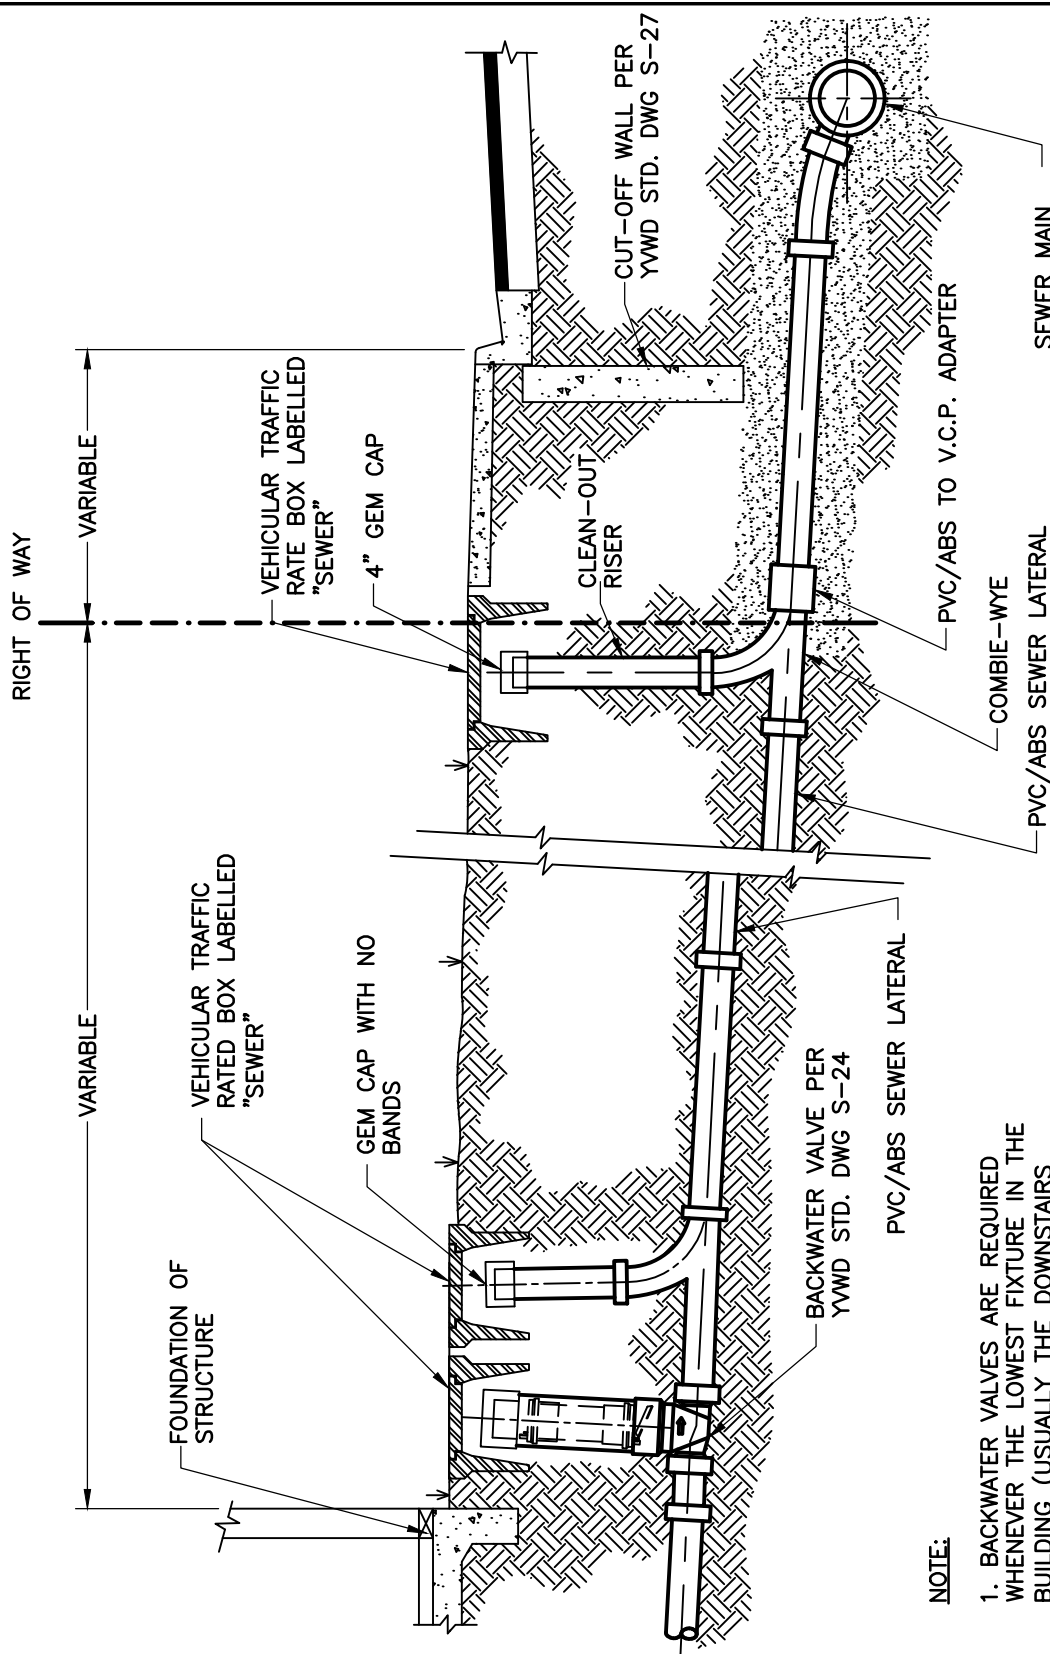 RIGHT OF WAY
VARIABLE
VARIABLE
FOUNDATION OF
STRUCTURE
VEHICULAR TRAFFIC
RATED BOX LABELLED
"SEWER"
GEM CAP WITH NO
BANDS
VEHICULAR TRAFFIC
RATE BOX LABELLED
"SEWER"
4" GEM CAP
CLEAN-OUT
RISER
CUT-OFF WALL PER
YVWD STD. DWG S-27
BACKWATER VALVE PER
YVWD STD. DWG S-24
PVC/ABS SEWER LATERAL
PVC/ABS TO V.C.P. ADAPTER
COMBIE-WYE
PVC/ABS SEWER LATERAL
SEWER MAIN
NOTE:
1. BACKWATER VALVES ARE REQUIRED
WHENEVER THE LOWEST FIXTURE IN THE
BUILDING (USUALLY THE DOWNSTAIRS